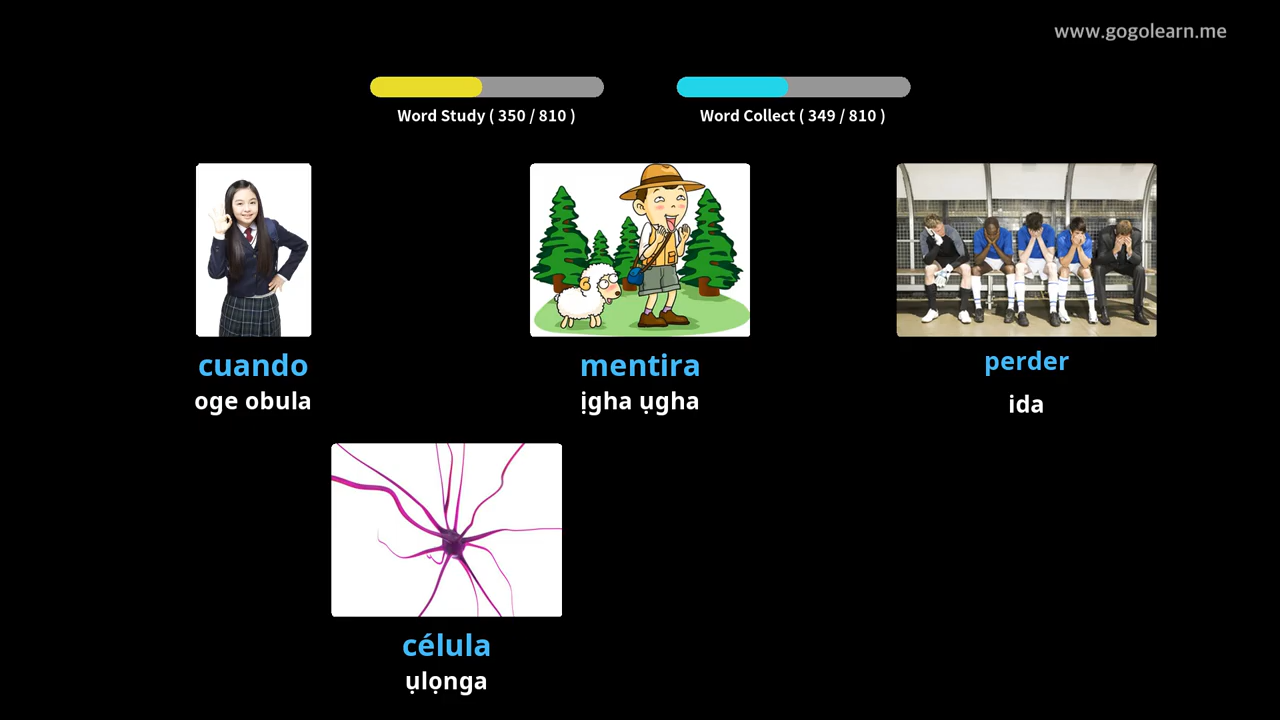 www.gogolearn.me
Word Study ( 350 / 810 )
Word Collect ( 349 / 810 )
cuando
oge obula
mentira
ịgha ụgha
perder
ida
célula
ụlọnga